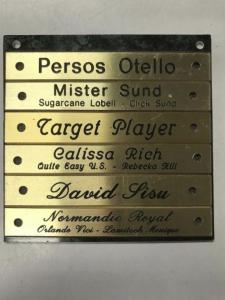 Persos Otello
Mister Sund
Sugarcane Lobell - Click Sund
Target Player
Calissa Rich
Quite Easy U.S. - Rebecka Hill
David Sisu
Normandie Royal
Orlando Vici - Lamitech Monique